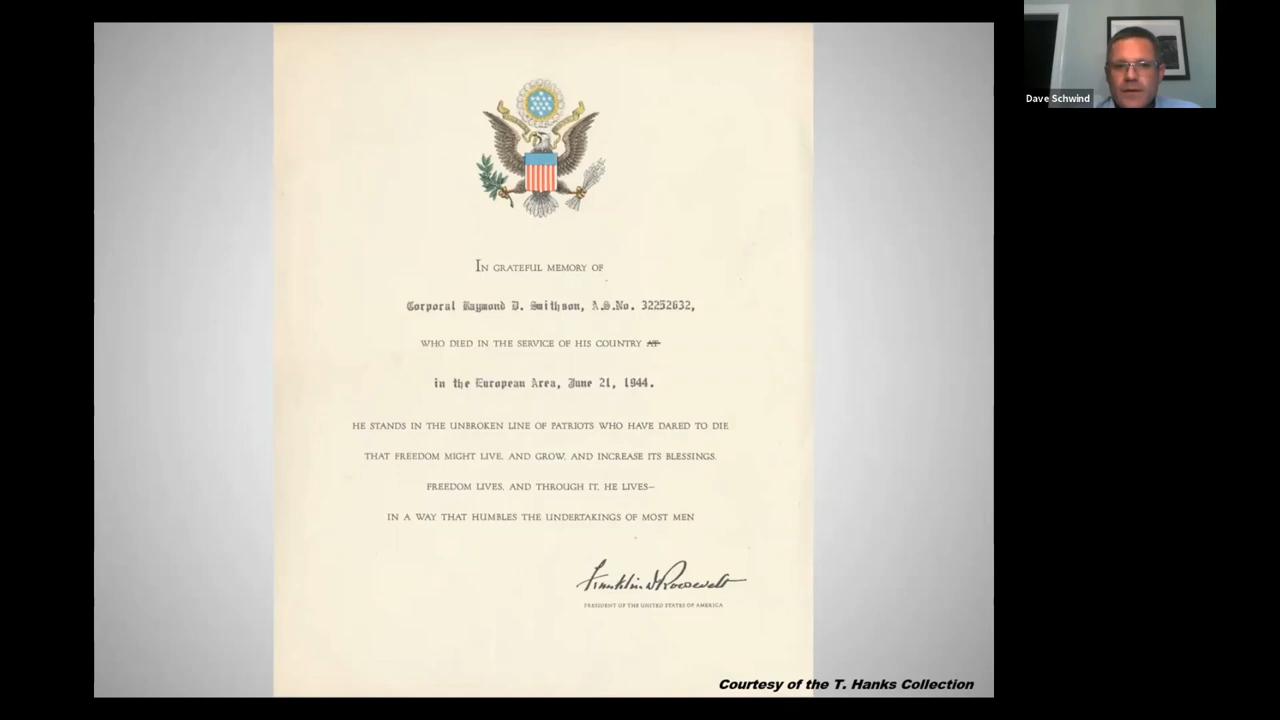 IN GRATEFUL MEMORY OF
Corporal Raymond D. Smithson, A.S.No. 32252632,
WHO DIED IN THE SERVICE OF HIS COUNTRY AT
in the European Area, June 21, 1944.
HE STANDS IN THE UNBROKEN LINE OF PATRIOTS WHO HAVE DARED TO DIE
THAT FREEDOM MIGHT LIVE, AND GROW, AND INCREASE ITS BLESSINGS.
FREEDOM LIVES, AND THROUGH IT, HE LIVES—
IN A WAY THAT HUMBLES THE UNDERTAKINGS OF MOST MEN
Franklin D Roosevelt
PRESIDENT OF THE UNITED STATES OF AMERICA
Courtesy of the T. Hanks Collection
Dave Schwind